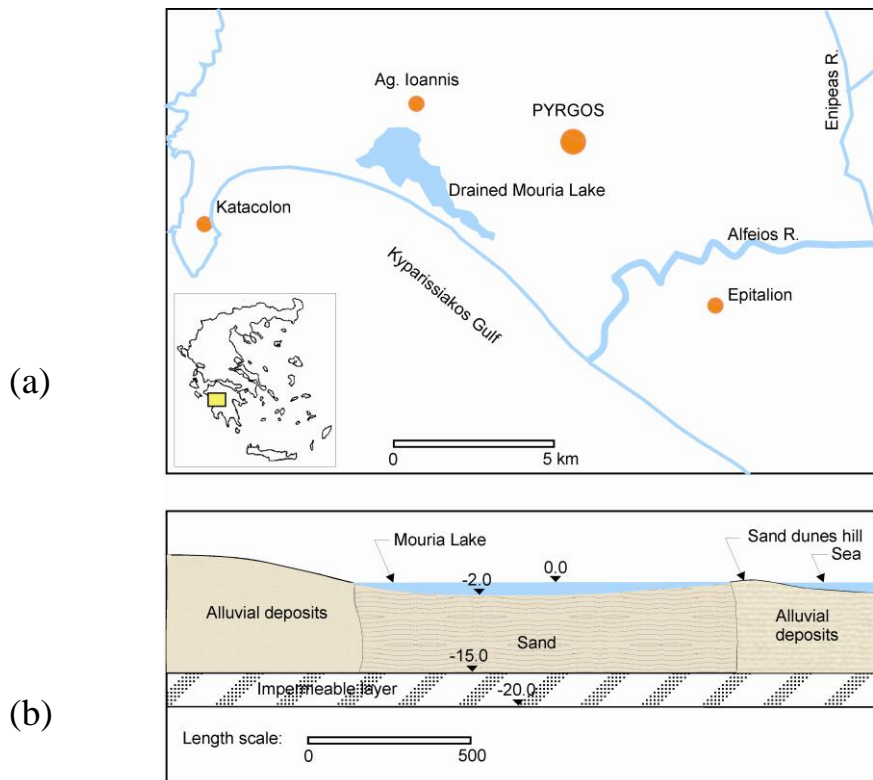 Ag. Ioannis
PYRGOS
Enipeas R.
Drained Mouria Lake
Katacolon
Alfeios R.
Kyparissiakos Gulf
Epitalion
(a)
0 5 km
Mouria Lake
Sand dunes hill
Sea
0.0
-2.0
Alluvial deposits
Sand
Alluvial
deposits
-15.0
Impermeable layer
-20.0
(b)
Length scale:
0 500